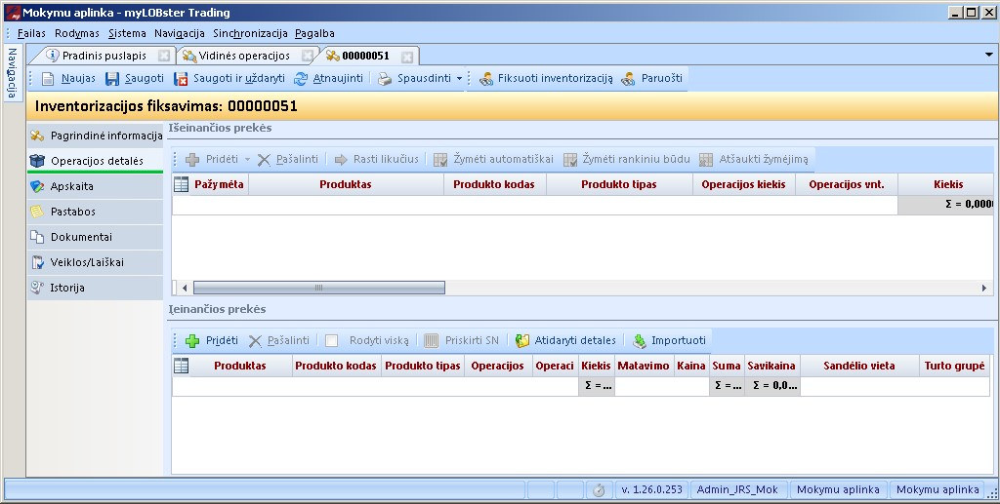 Mokymu aplinka - myLOBster Trading
Failas Rodymas Sistema Navigacija Sinchronizacija Pagalba
Navigacija
Pradinis puslapis Vidinės operacijos 00000051
Naujas Saugoti Saugoti ir uždaryti Atnaujinti Spausdinti Fiksuoti inventorizaciją Paruošti
Inventorizacijos fiksavimas: 00000051
Pagrindinė informacija
Operacijos detalės
Apskaita
Pastabos
Dokumentai
Veiklos/Laiškai
Istorija
Išeinančios prekės
Pridėti Pašalinti Rasti likučius Žymėti automatiškai Žymėti rankiniu būdu Atšaukti žymėjimą
Pažymėta Produktas Produkto kodas Produkto tipas Operacijos kiekis Operacijos vnt. Kiekis
Σ = 0,0000
Įeinančios prekės
Pridėti Pašalinti Rodyti viską Priskirti SN Atidaryti detales Importuoti
Produktas Produkto kodas Produkto tipas Operacijos Operaci Kiekis Matavimo Kaina Suma Savikaina Sandėlio vieta Turto grupė
Σ =... Σ =... Σ = 0,0...
v. 1.26.0.253 Admin_JRS_Mok Mokymu aplinka Mokymu aplinka